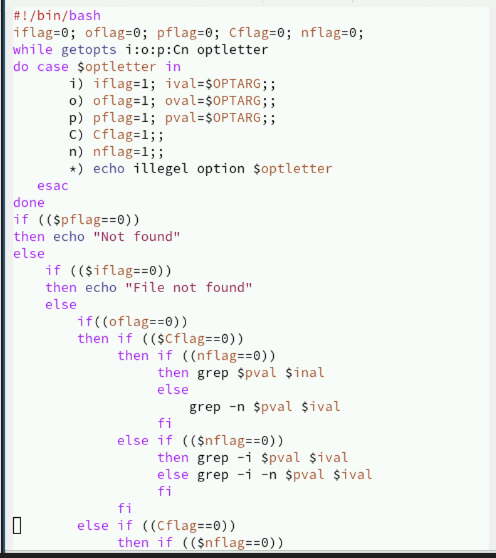 #!/bin/bash
iflag=0; oflag=0; pflag=0; Cflag=0; nflag=0;
while getopts i:o:p:Cn optletter
do case $optletter in
i) iflag=1; ival=$OPTARG;;
o) oflag=1; oval=$OPTARG;;
p) pflag=1; pval=$OPTARG;;
C) Cflag=1;;
n) nflag=1;;
*) echo illegel option $optletter
esac
done
if (($pflag==0))
then echo "Not found"
else
if (($iflag==0))
then echo "File not found"
else
if((oflag==0))
then if (($Cflag==0))
then if ((nflag==0))
then grep $pval $inal
else
grep -n $pval $ival
fi
else if (($nflag==0))
then grep -i $pval $ival
else grep -i -n $pval $ival
fi
fi
else if ((Cflag==0))
then if (($nflag==0))